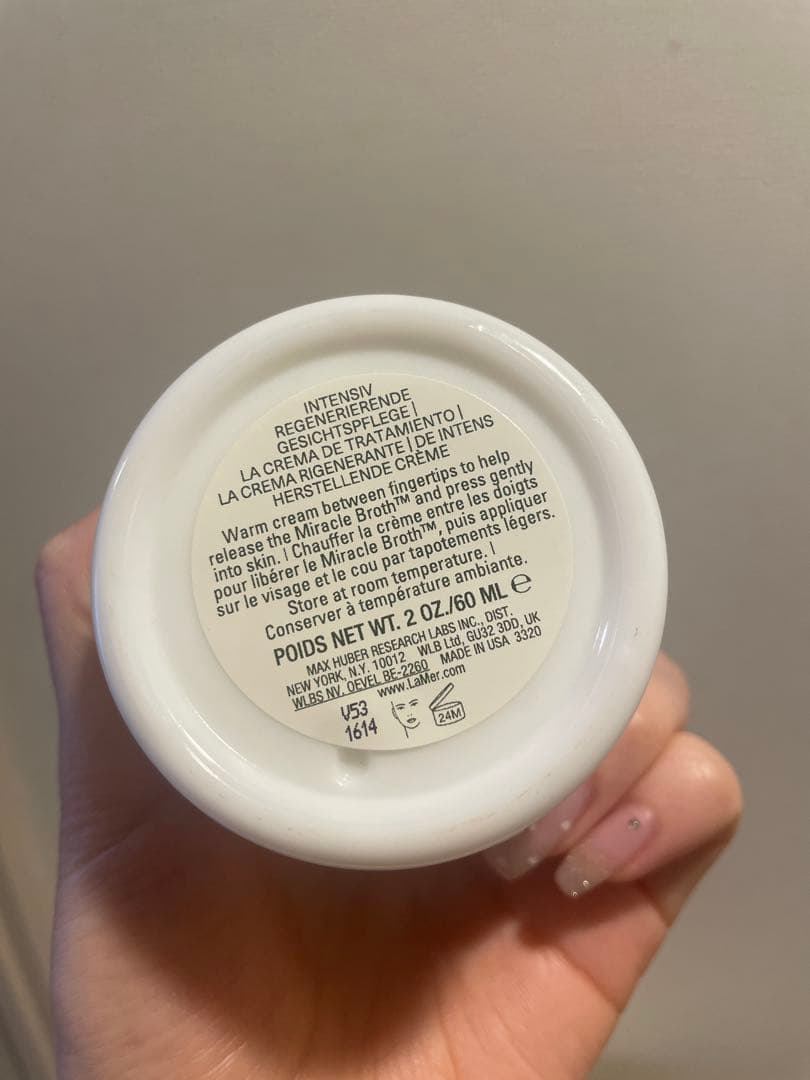 INTENSIV
REGENERIERENDE
GESICHTSPFLEGE |
LA CREMA DE TRATAMIENTO |
LA CREMA RIGENERANTE | DE INTENS
HERSTELLENDE CRÈME
Warm cream between fingertips to help
release the Miracle Broth™ and press gently
into skin. | Chauffer la crème entre les doigts
pour libérer le Miracle Broth™, puis appliquer
sur le visage et le cou par tapotements légers.
Store at room temperature. |
Conserver à température ambiante.
POIDS NET WT. 2 OZ./60 ML ℮
MAX HUBER RESEARCH LABS INC., DIST.
NEW YORK, N.Y. 10012 WLB Ltd. GU32 3DD, UK
WLBS NV. OEVEL BE-2260 MADE IN USA 3320
www.LaMer.com
V53
1614
24M